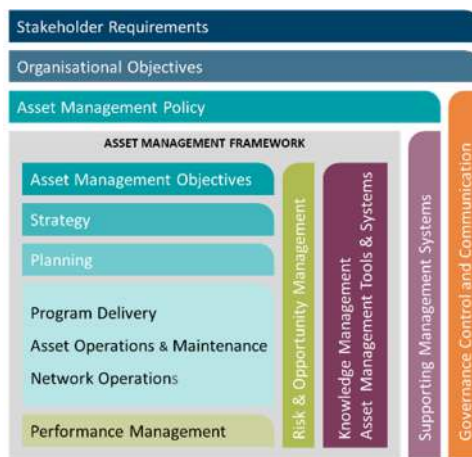 Stakeholder Requirements
Organisational Objectives
Asset Management Policy
ASSET MANAGEMENT FRAMEWORK
Asset Management Objectives
Strategy
Planning
Program Delivery
Asset Operations & Maintenance
Network Operations
Performance Management
Risk & Opportunity Management
Knowledge Management
Asset Management Tools & Systems
Supporting Management Systems
Governance Control and Communication